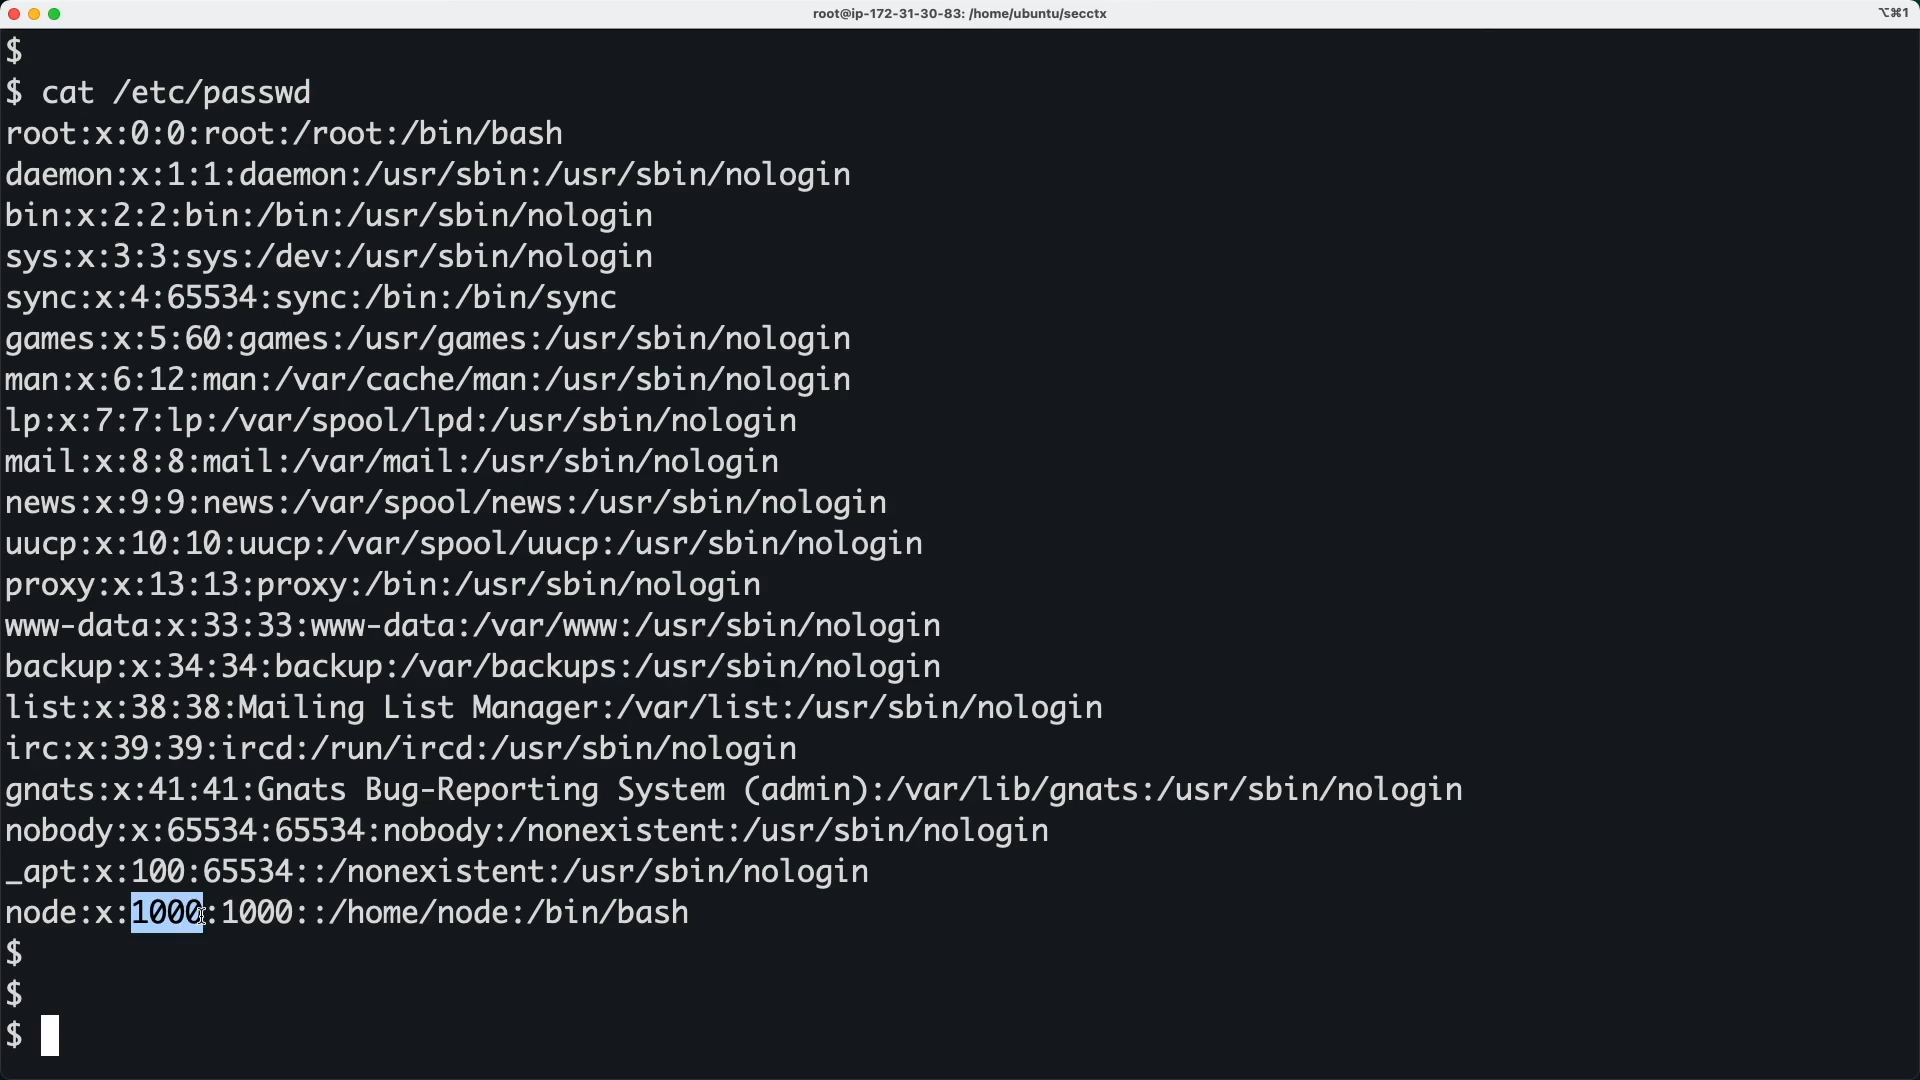 root@ip-172-31-30-83: /home/ubuntu/secctx
⌥⌘1
$
$ cat /etc/passwd
root:x:0:0:root:/root:/bin/bash
daemon:x:1:1:daemon:/usr/sbin:/usr/sbin/nologin
bin:x:2:2:bin:/bin:/usr/sbin/nologin
sys:x:3:3:sys:/dev:/usr/sbin/nologin
sync:x:4:65534:sync:/bin:/bin/sync
games:x:5:60:games:/usr/games:/usr/sbin/nologin
man:x:6:12:man:/var/cache/man:/usr/sbin/nologin
lp:x:7:7:lp:/var/spool/lpd:/usr/sbin/nologin
mail:x:8:8:mail:/var/mail:/usr/sbin/nologin
news:x:9:9:news:/var/spool/news:/usr/sbin/nologin
uucp:x:10:10:uucp:/var/spool/uucp:/usr/sbin/nologin
proxy:x:13:13:proxy:/bin:/usr/sbin/nologin
www-data:x:33:33:www-data:/var/www:/usr/sbin/nologin
backup:x:34:34:backup:/var/backups:/usr/sbin/nologin
list:x:38:38:Mailing List Manager:/var/list:/usr/sbin/nologin
irc:x:39:39:ircd:/run/ircd:/usr/sbin/nologin
gnats:x:41:41:Gnats Bug-Reporting System (admin):/var/lib/gnats:/usr/sbin/nologin
nobody:x:65534:65534:nobody:/nonexistent:/usr/sbin/nologin
_apt:x:100:65534::/nonexistent:/usr/sbin/nologin
node:x:1000:1000::/home/node:/bin/bash
$
$
$